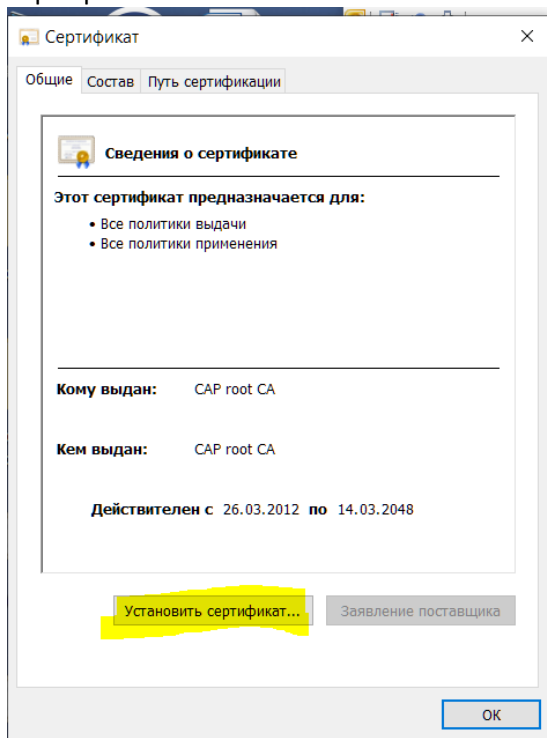 Сертификат
Общие Состав Путь сертификации
Сведения о сертификате
Этот сертификат предназначается для:
• Все политики выдачи
• Все политики применения
Кому выдан: CAP root CA
Кем выдан: CAP root CA
Действителен с 26.03.2012 по 14.03.2048
Установить сертификат... Заявление поставщика
ОК